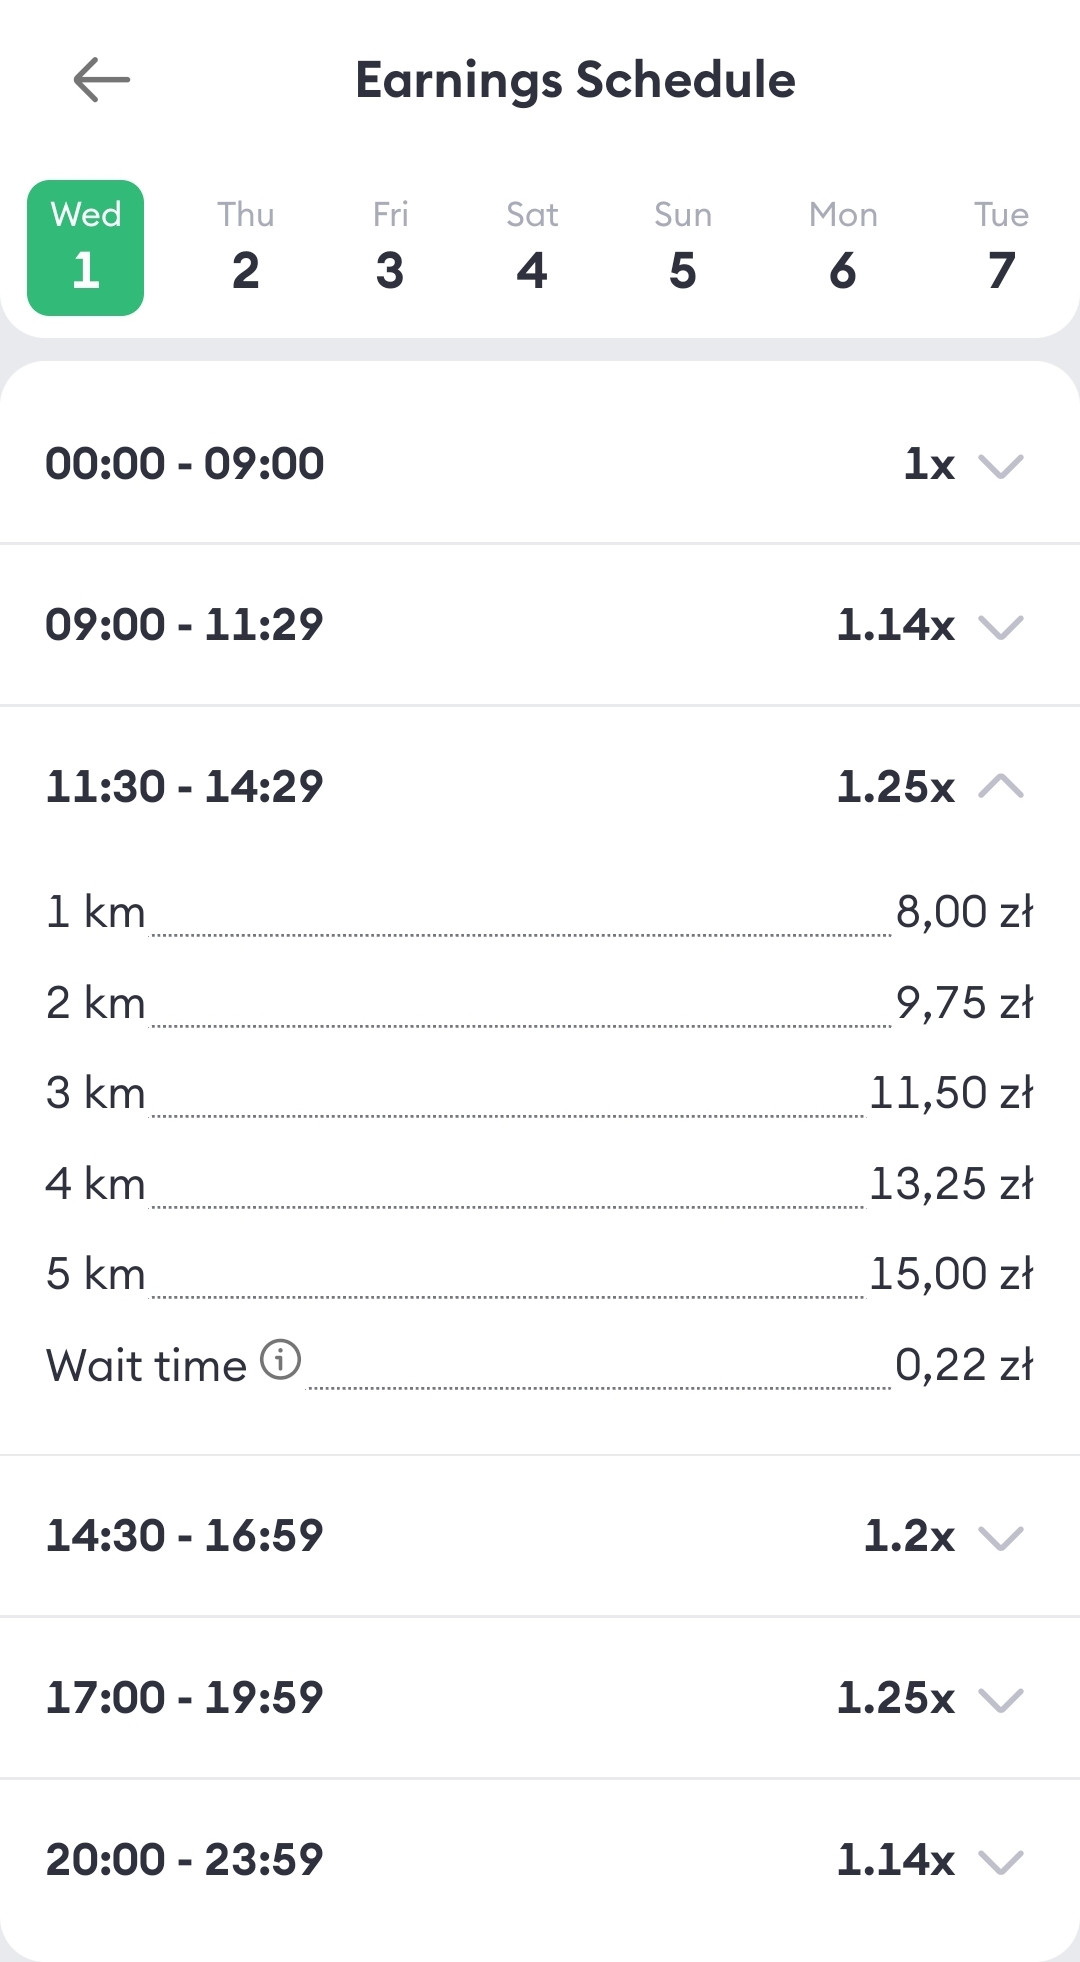 Earnings Schedule
Wed Thu Fri Sat Sun Mon Tue
1 2 3 4 5 6 7
00:00 - 09:00 1x
09:00 - 11:29 1.14x
11:30 - 14:29 1.25x
1 km 8,00 zł
2 km 9,75 zł
3 km 11,50 zł
4 km 13,25 zł
5 km 15,00 zł
Wait time 0,22 zł
14:30 - 16:59 1.2x
17:00 - 19:59 1.25x
20:00 - 23:59 1.14x